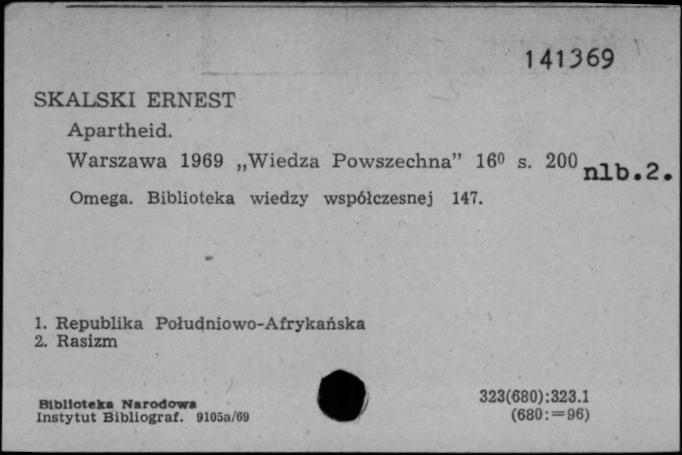 141369
SKALSKI ERNEST
Apartheid.
Warszawa 1969 „Wiedza Powszechna” 16⁰ s. 200 nlb.2.
Omega. Biblioteka wiedzy współczesnej 147.
1. Republika Południowo-Afrykańska
2. Rasizm
Biblioteka Narodowa
Instytut Bibliograf. 9105a/69
323(680):323.1
(680:=96)